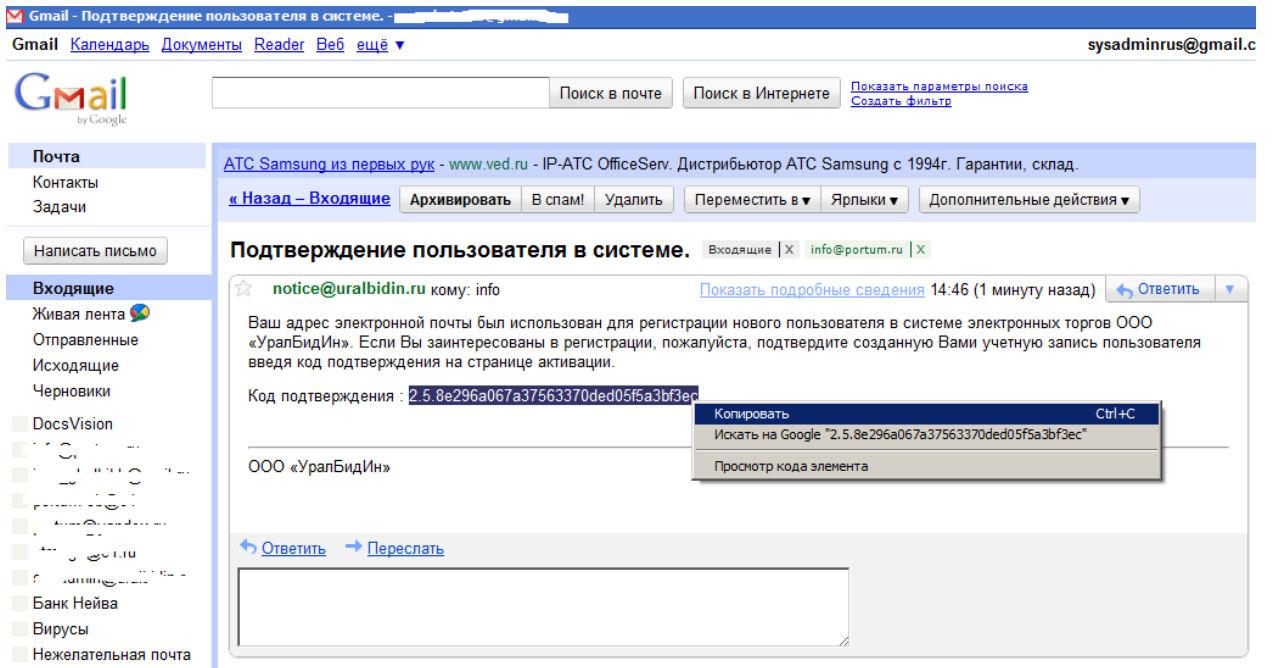 Gmail - Подтверждение пользователя в системе. -
Gmail Календарь Документы Reader Веб ещё ▼
sysadminrus@gmail.c
Gmail
by Google
Поиск в почте
Поиск в Интернете
Показать параметры поиска
Создать фильтр
Почта
Контакты
Задачи
Написать письмо
Входящие
Живая лента
Отправленные
Исходящие
Черновики
DocsVision
Банк Нейва
Вирусы
Нежелательная почта
АТС Samsung из первых рук - www.ved.ru - IP-АТС OfficeServ. Дистрибьютор АТС Samsung с 1994г. Гарантии, склад.
« Назад – Входящие Архивировать В спам! Удалить Переместить в ▼ Ярлыки ▼ Дополнительные действия ▼
Подтверждение пользователя в системе. Входящие | X info@portum.ru | X
notice@uralbidin.ru кому: info Показать подробные сведения 14:46 (1 минуту назад) Ответить ▼
Ваш адрес электронной почты был использован для регистрации нового пользователя в системе электронных торгов ООО
«УралБидИн». Если Вы заинтересованы в регистрации, пожалуйста, подтвердите созданную Вами учетную запись пользователя
введя код подтверждения на странице активации.
Код подтверждения : 2.5.8e296a067a37563370ded05f5a3bf3ec
Копировать Ctrl+C
Искать на Google "2.5.8e296a067a37563370ded05f5a3bf3ec"
Просмотр кода элемента
ООО «УралБидИн»
Ответить Переслать